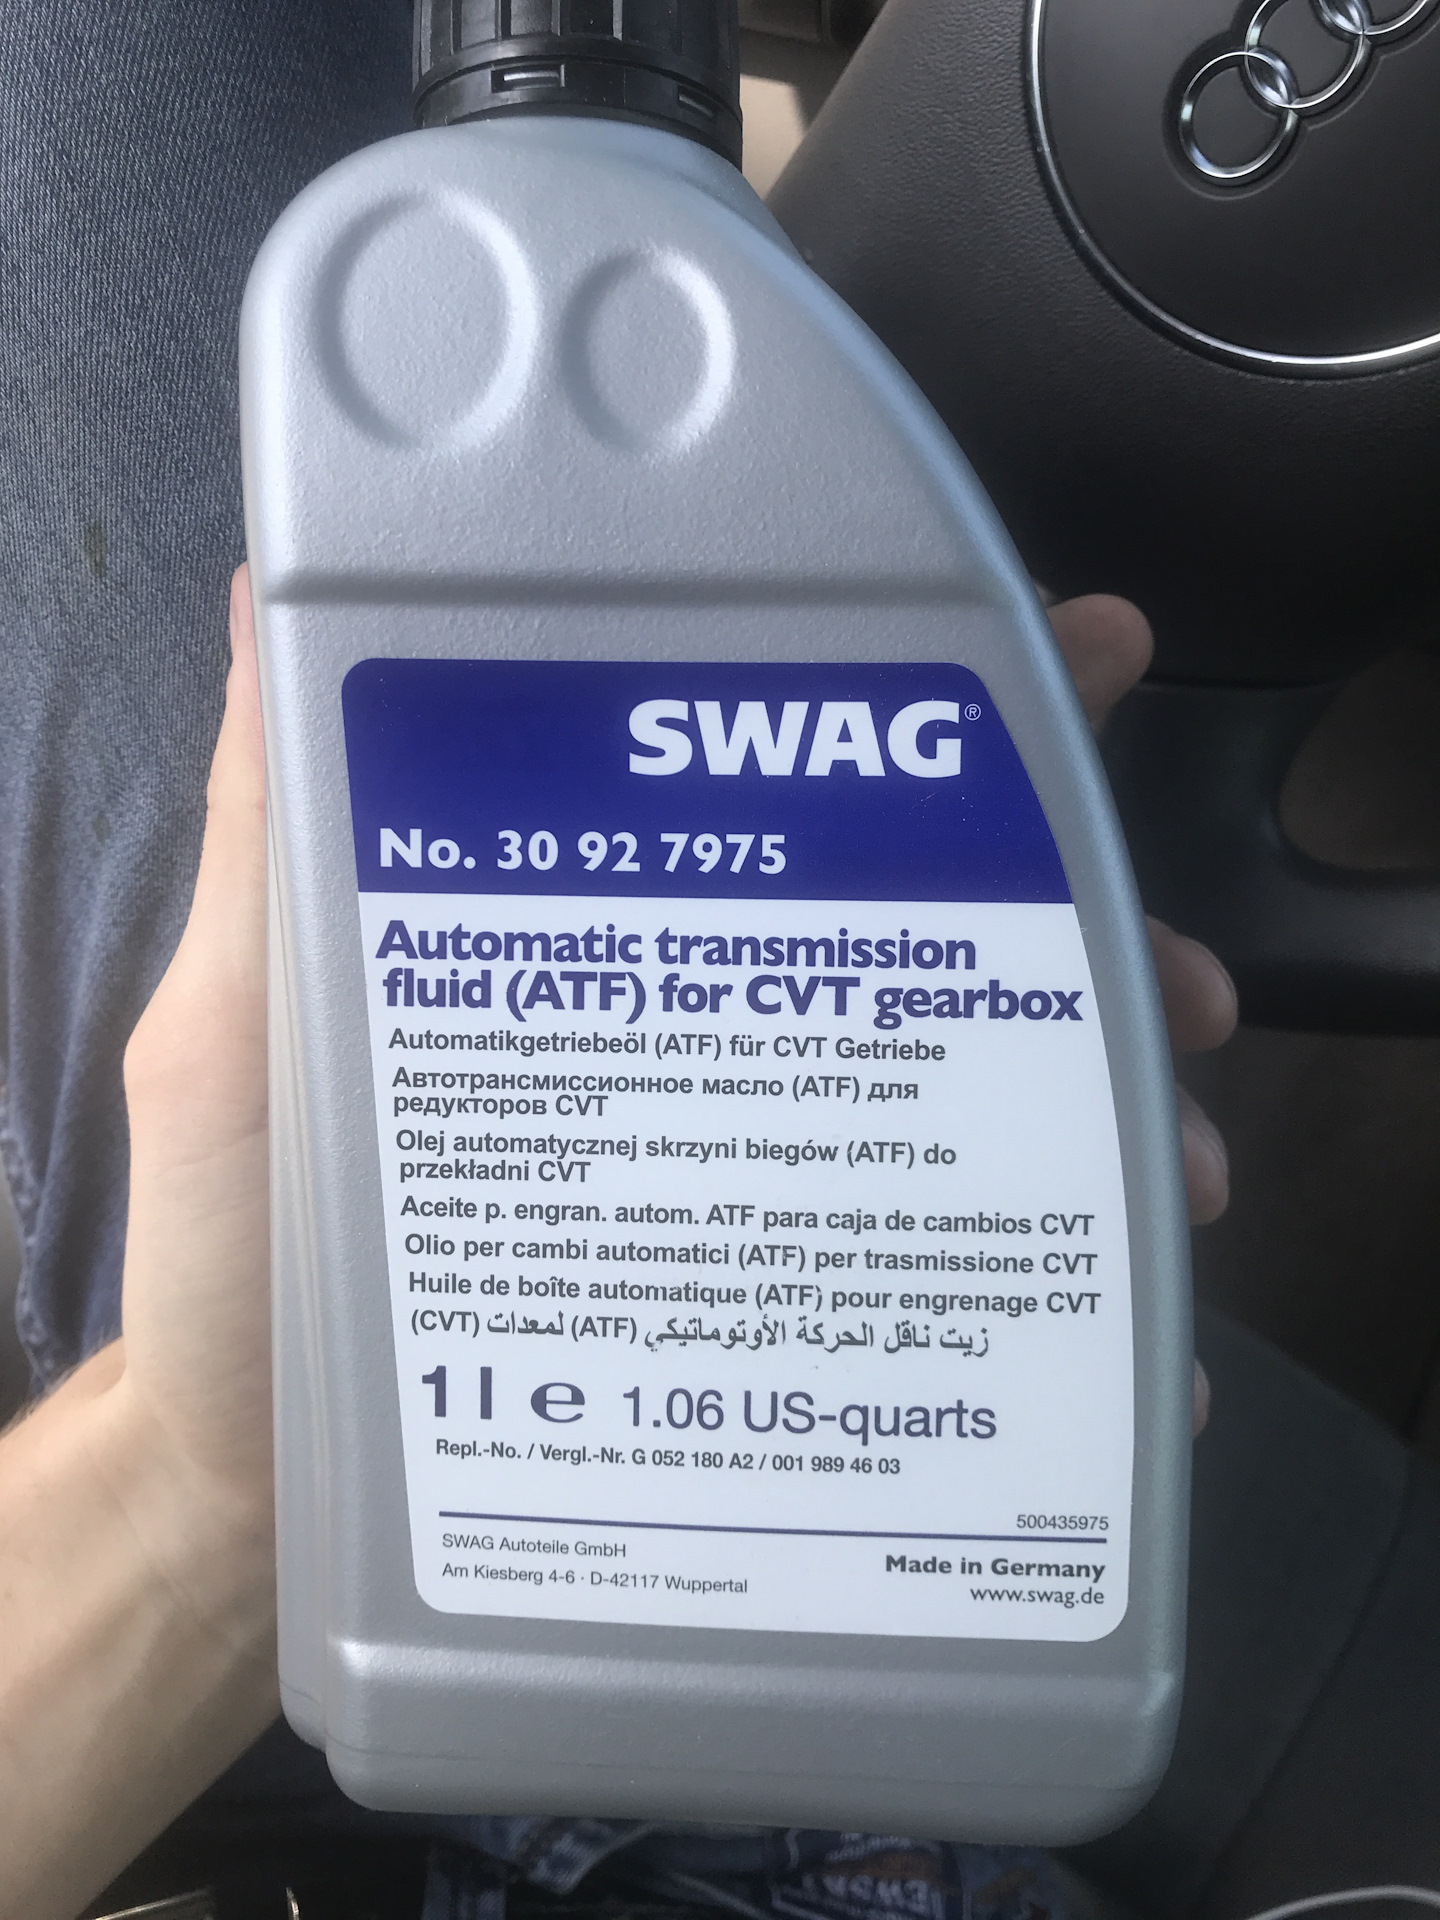 SWAG®
No. 30 92 7975
Automatic transmission
fluid (ATF) for CVT gearbox
Automatikgetriebeöl (ATF) für CVT Getriebe
Автотрансмиссионное масло (ATF) для
редукторов CVT
Olej automatycznej skrzyni biegów (ATF) do
przekładni CVT
Aceite p. engran. autom. ATF para caja de cambios CVT
Olio per cambi automatici (ATF) per trasmissione CVT
Huile de boîte automatique (ATF) pour engrenage CVT
زيت ناقل الحركة الأوتوماتيكي (ATF) لمعدات (CVT)
1 l e 1.06 US-quarts
Repl.-No. / Vergl.-Nr. G 052 180 A2 / 001 989 46 03
500435975
SWAG Autoteile GmbH
Am Kiesberg 4-6 · D-42117 Wuppertal
Made in Germany
www.swag.de